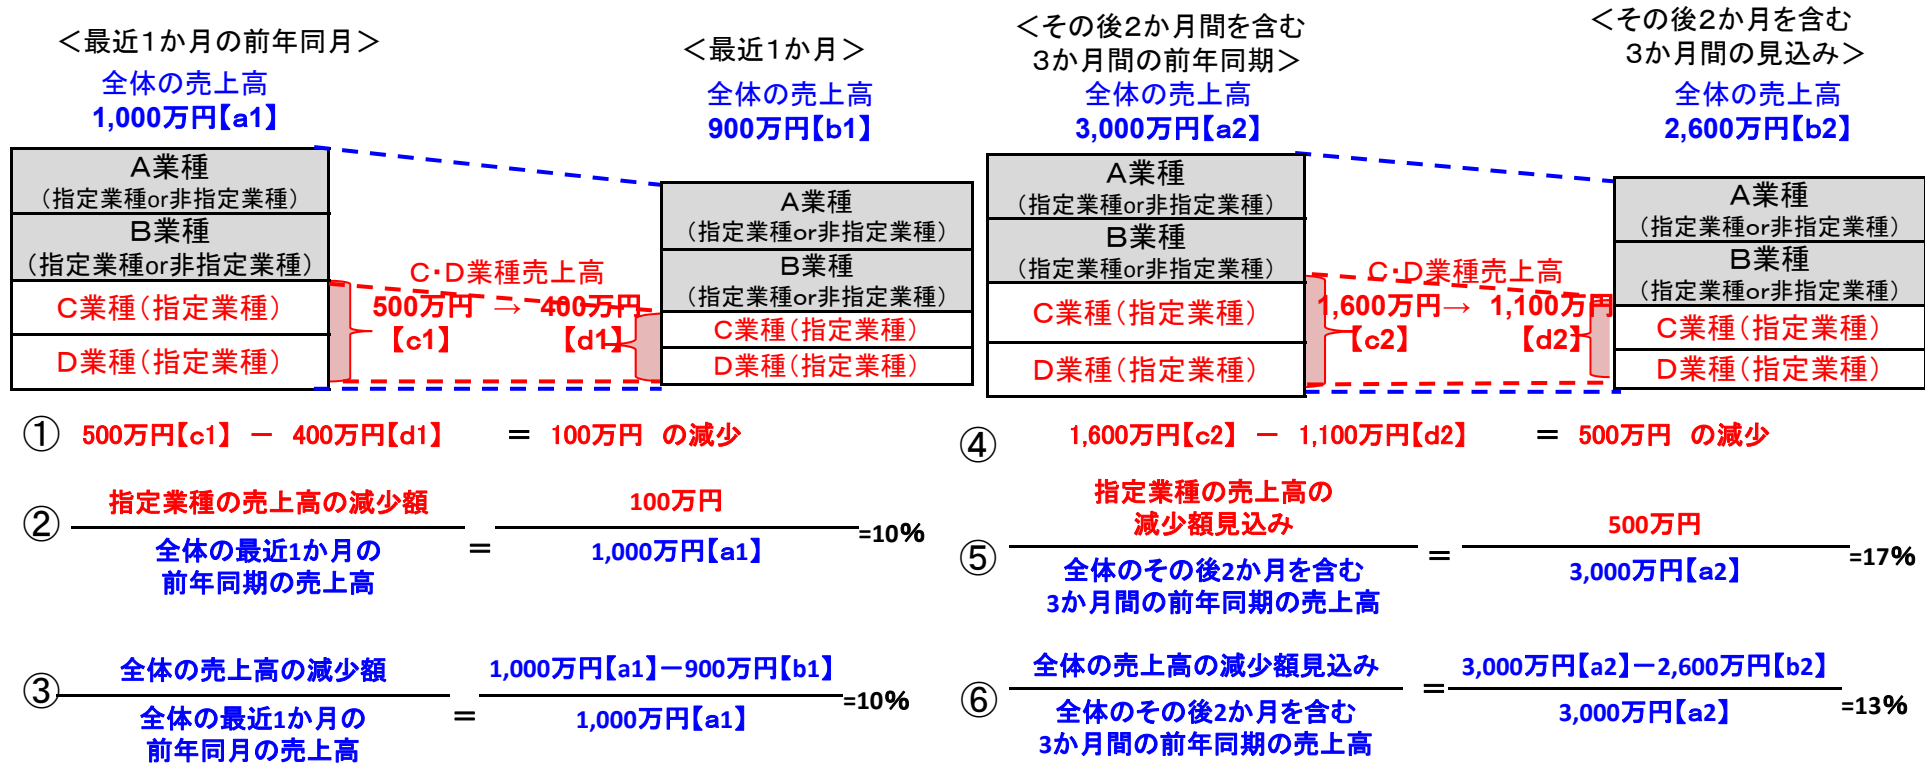 ＜最近１か月の前年同月＞
全体の売上高
1,000万円【a1】
A業種
（指定業種or非指定業種）
B業種
（指定業種or非指定業種）
C業種（指定業種）
D業種（指定業種）
C・D業種売上高
500万円 → 400万円
【c1】 【d1】
＜最近１か月＞
全体の売上高
900万円【b1】
A業種
（指定業種or非指定業種）
B業種
（指定業種or非指定業種）
C業種（指定業種）
D業種（指定業種）
＜その後２か月間を含む
３か月間の前年同期＞
全体の売上高
3,000万円【a2】
A業種
（指定業種or非指定業種）
B業種
（指定業種or非指定業種）
C業種（指定業種）
D業種（指定業種）
C・D業種売上高
1,600万円→ 1,100万円
【c2】 【d2】
＜その後２か月を含む
３か月間の見込み＞
全体の売上高
2,600万円【b2】
A業種
（指定業種or非指定業種）
B業種
（指定業種or非指定業種）
C業種（指定業種）
D業種（指定業種）
① 500万円【c1】 － 400万円【d1】 ＝ 100万円 の減少
② 指定業種の売上高の減少額
全体の最近1か月の
前年同期の売上高
＝
100万円
1,000万円【a1】
=10%
③ 全体の売上高の減少額
全体の最近1か月の
前年同月の売上高
＝
1,000万円【a1】－900万円【b1】
1,000万円【a1】
=10%
④ 1,600万円【c2】 － 1,100万円【d2】 ＝ 500万円 の減少
⑤ 指定業種の売上高の
減少額見込み
全体のその後2か月を含む
3か月間の前年同期の売上高
＝
500万円
3,000万円【a2】
=17%
⑥ 全体の売上高の減少額見込み
全体のその後2か月を含む
3か月間の前年同期の売上高
＝
3,000万円【a2】－2,600万円【b2】
3,000万円【a2】
=13%